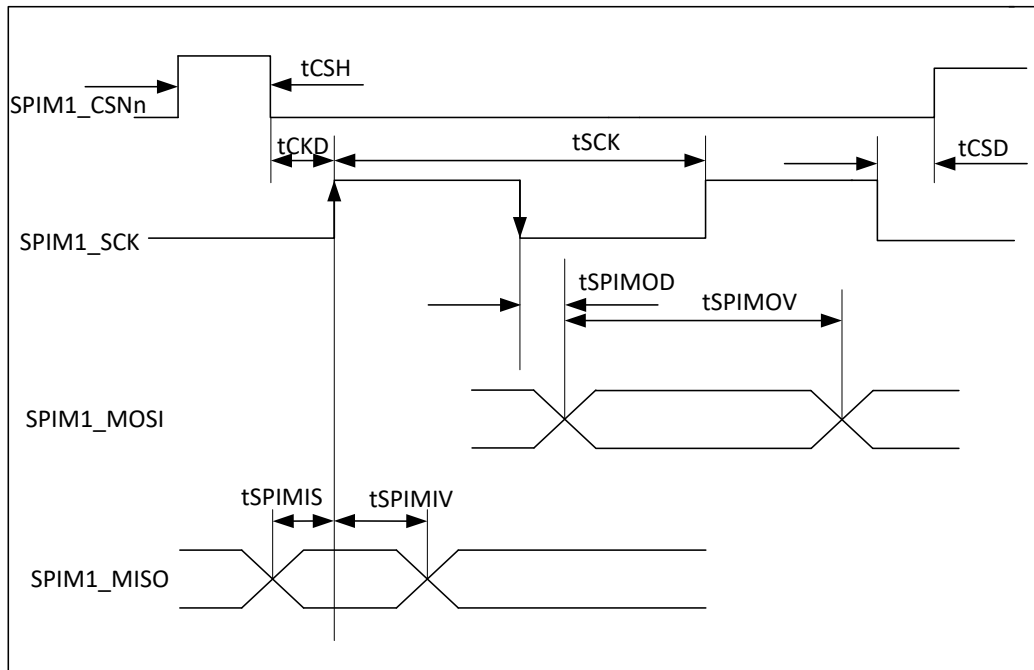 tCSH
SPIM1_CSNn
tCKD
tSCK
tCSD
SPIM1_SCK
tSPIMOD
tSPIMOV
SPIM1_MOSI
tSPIMIS
tSPIMIV
SPIM1_MISO